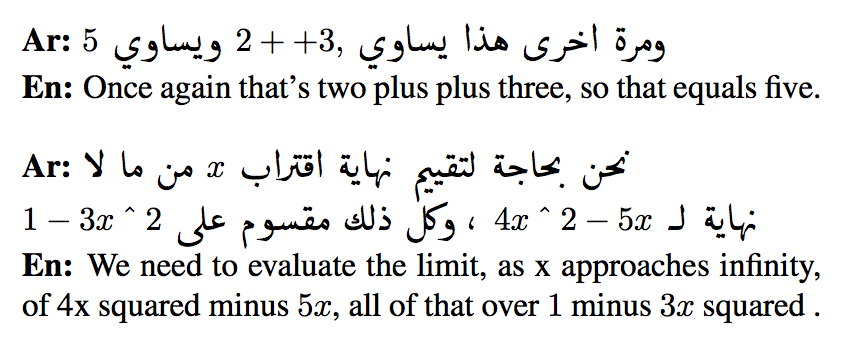 Ar: ومرة اخرى هذا يساوي ,2 + +3 ويساوي 5
En: Once again that’s two plus plus three, so that equals five.
Ar: نحن بحاجة لتقييم نهاية اقتراب x من ما لا
نهاية لـ 4x ^ 2 − 5x ، وكل ذلك مقسوم على 1 − 3x ^ 2
En: We need to evaluate the limit, as x approaches infinity,
of 4x squared minus 5x, all of that over 1 minus 3x squared .